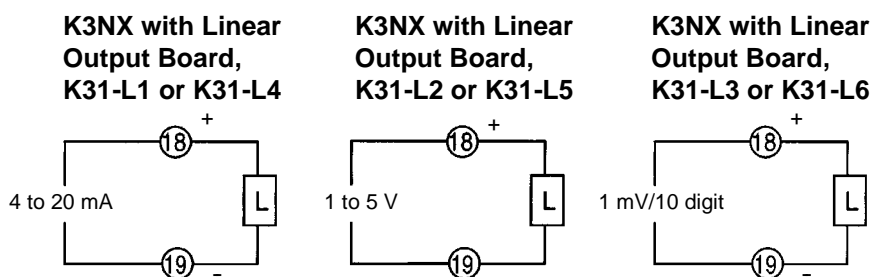 K3NX with Linear
Output Board,
K31-L1 or K31-L4
+
18
4 to 20 mA
L
19
-
K3NX with Linear
Output Board,
K31-L2 or K31-L5
+
18
1 to 5 V
L
19
-
K3NX with Linear
Output Board,
K31-L3 or K31-L6
+
18
1 mV/10 digit
L
19
-